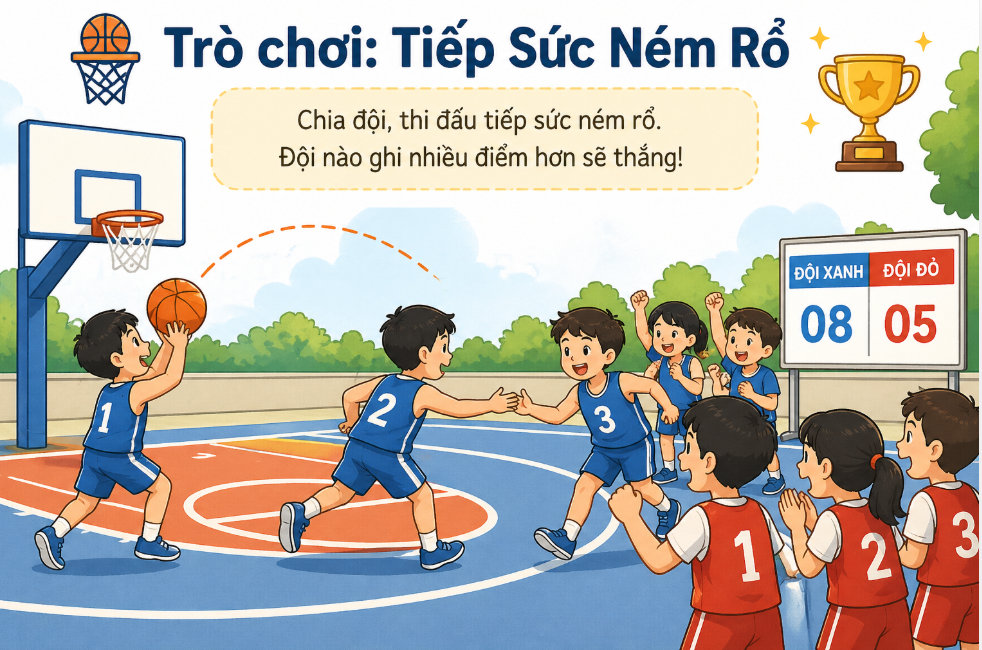 Trò chơi: Tiếp Sức Ném Rổ
Chia đội, thi đấu tiếp sức ném rổ.
Đội nào ghi nhiều điểm hơn sẽ thắng!
ĐỘI XANH ĐỘI ĐỎ
08 05
1
2
3
1
2
3